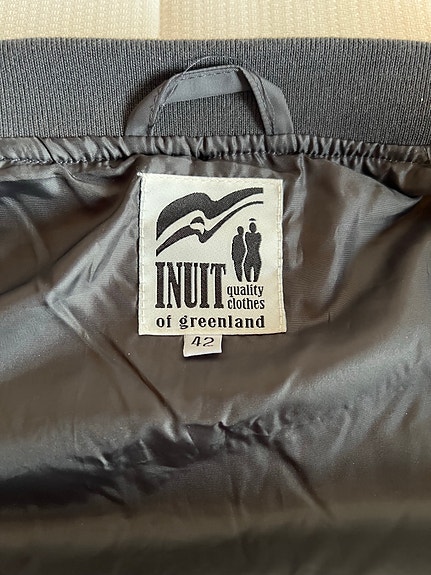 INUIT quality
clothes
of greenland
42